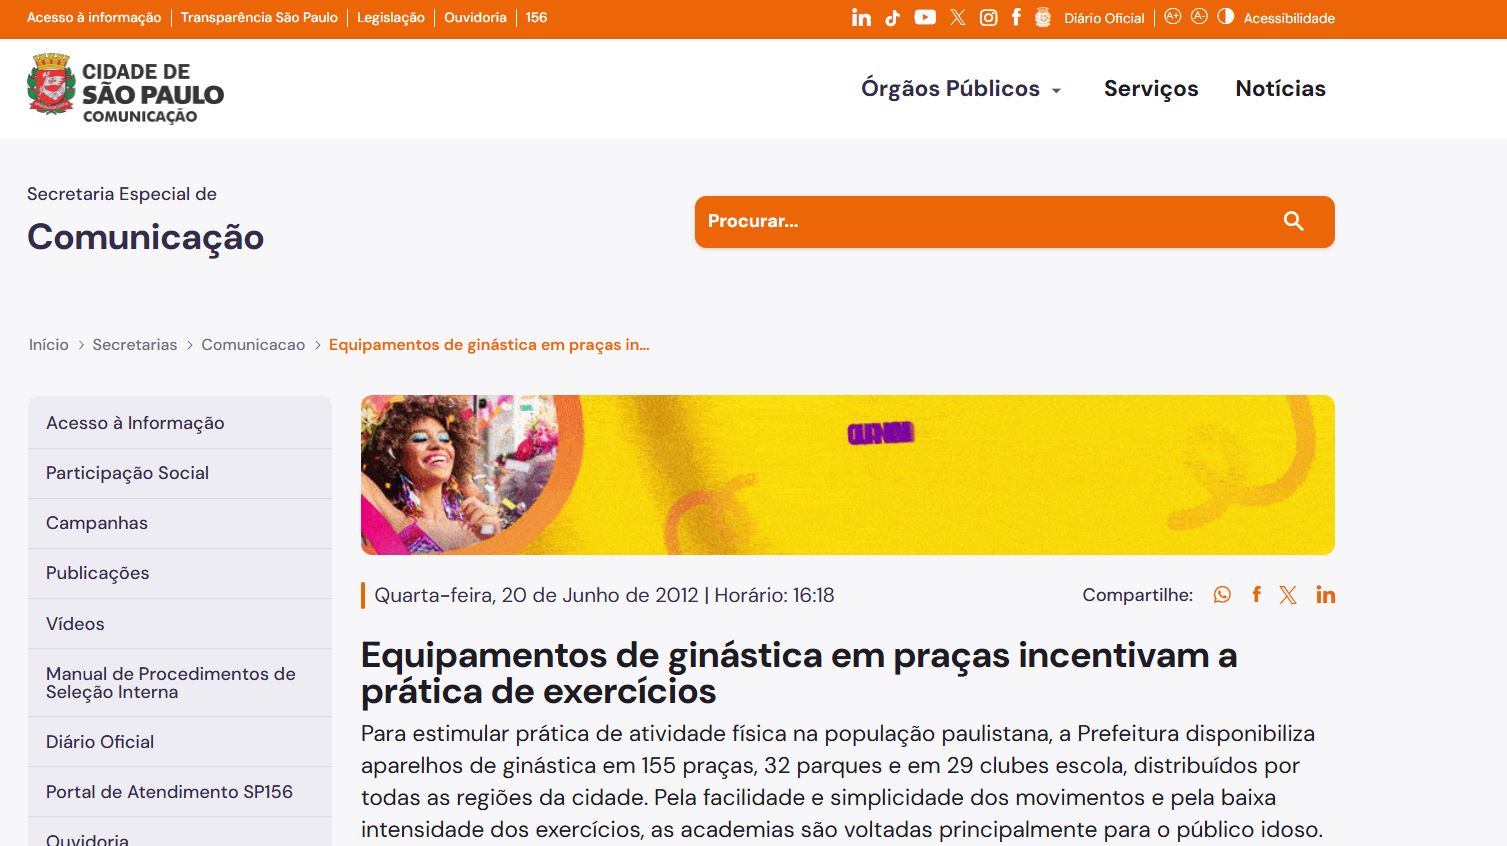 Acesso à informação | Transparência São Paulo | Legislação | Ouvidoria | 156
Diário Oficial | A+ A- Acessibilidade
CIDADE DE
SÃO PAULO
COMUNICAÇÃO
Órgãos Públicos
Serviços
Notícias
Secretaria Especial de
Comunicação
Procurar...
Início > Secretarias > Comunicacao > Equipamentos de ginástica em praças in...
Acesso à Informação
Participação Social
Campanhas
Publicações
Vídeos
Manual de Procedimentos de
Seleção Interna
Diário Oficial
Portal de Atendimento SP156
Ouvidoria
Quarta-feira, 20 de Junho de 2012 | Horário: 16:18
Compartilhe:
Equipamentos de ginástica em praças incentivam a
prática de exercícios
Para estimular prática de atividade física na população paulistana, a Prefeitura disponibiliza
aparelhos de ginástica em 155 praças, 32 parques e em 29 clubes escola, distribuídos por
todas as regiões da cidade. Pela facilidade e simplicidade dos movimentos e pela baixa
intensidade dos exercícios, as academias são voltadas principalmente para o público idoso.